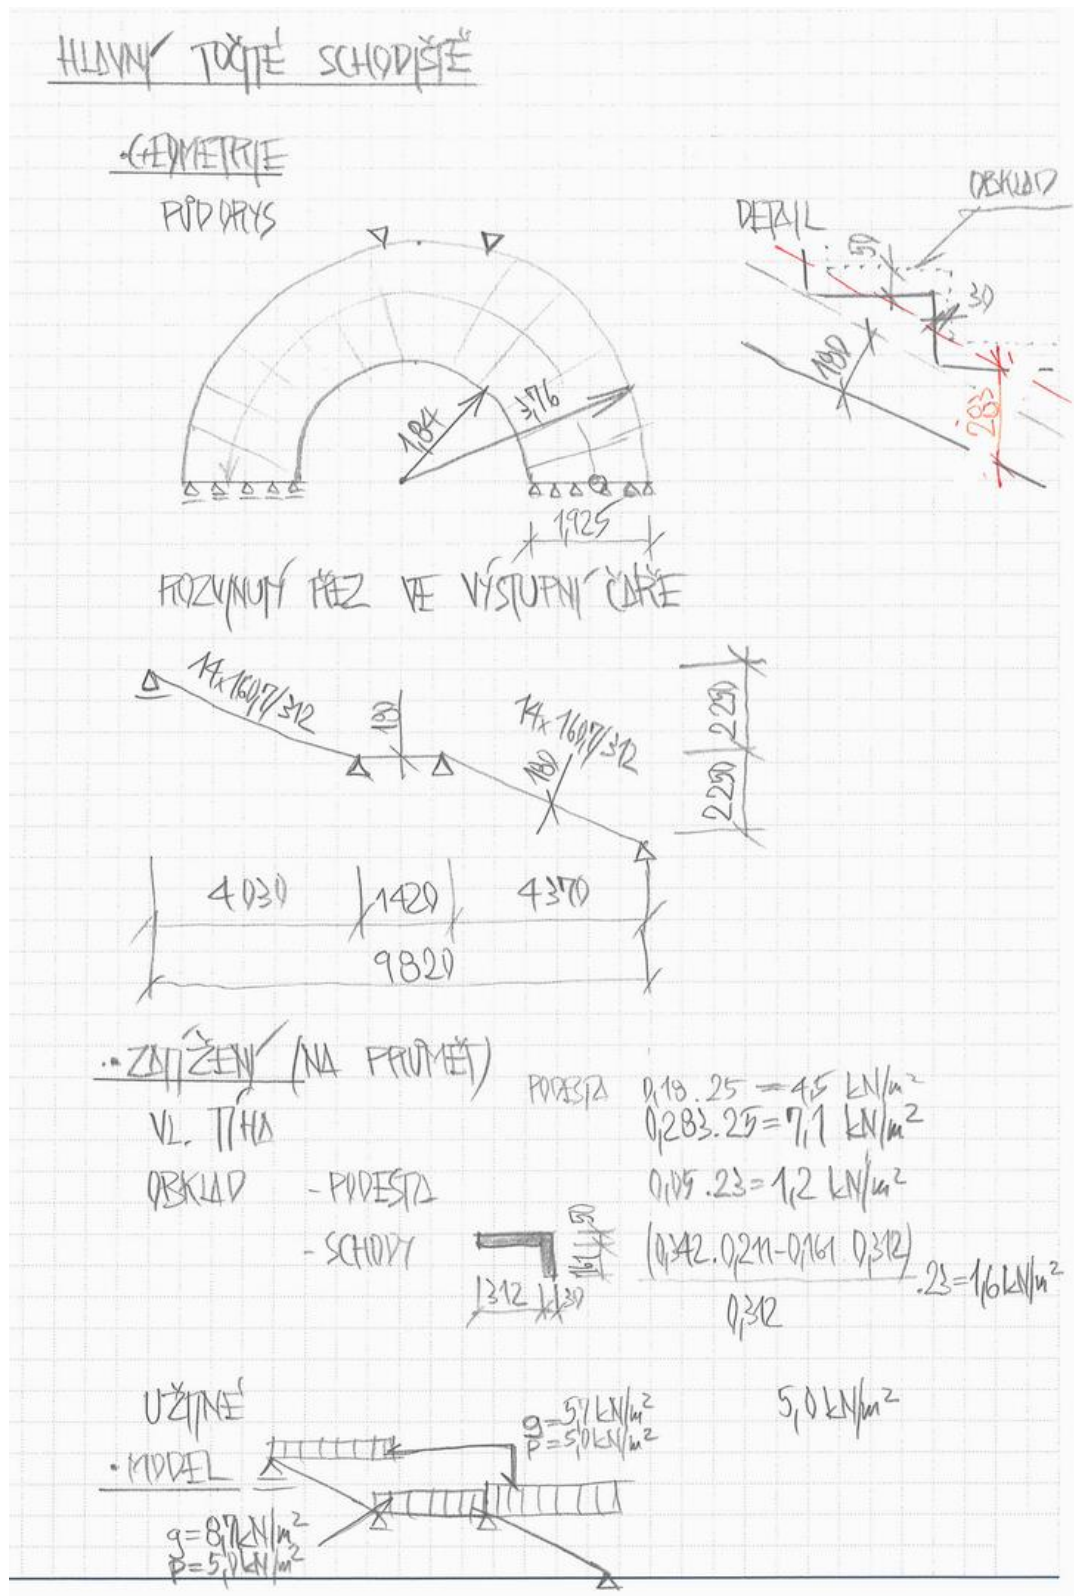 HLAVNÍ TOČITÉ SCHODIŠTĚ
• GEOMETRIE
PŮDORYS
DETAIL
OBKLAD
50
30
180
283
1,84
3,76
1,925
ROZVINUTÝ ŘEZ VE VÝSTUPNÍ ČÁŘE
14x160,7/312
180
14x160,7/312
180
2250
2250
4030
1420
4370
9820
• ZATÍŽENÍ (NA PRŮMĚT)
VL. TÍHA
PODESTA 0,18.25 = 4,5 kN/m²
0,283.25=7,1 kN/m²
OBKLAD - PODESTA 0,05.23=1,2 kN/m²
- SCHODY
50
161
312
30
(0,342.0,211-0,161.0,312)
0,312
.23=1,6 kN/m²
UŽITNÉ
5,0 kN/m²
g=5,7 kN/m²
p=5,0 kN/m²
• MODEL
g=8,7 kN/m²
p=5,0 kN/m²